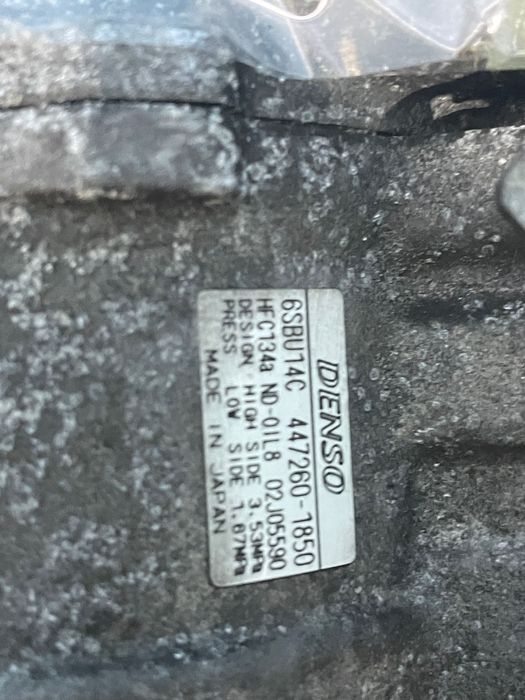 DENSO
6SBU14C 447260-1850
HFC134a ND-OIL8 02J05590
DESIGN HIGH SIDE 3.53MPa
PRESS LOW SIDE 1.87MPa
MADE IN JAPAN